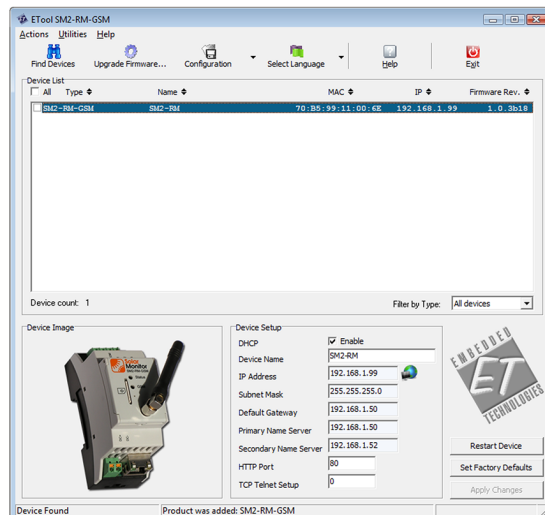 ETool SM2-RM-GSM
Actions Utilities Help
Find Devices Upgrade Firmware... Configuration Select Language Help Exit
Device List
All Type Name MAC IP Firmware Rev.
SM2-RM-GSM SM2-RM 70:B5:99:11:00:6E 192.168.1.99 1.0.3b18
Device count: 1
Filter by Type: All devices
Device Image
Solar
Monitor
Device Setup
DHCP Enable
Device Name SM2-RM
IP Address 192.168.1.99
Subnet Mask 255.255.255.0
Default Gateway 192.168.1.50
Primary Name Server 192.168.1.50
Secondary Name Server 192.168.1.52
HTTP Port 80
TCP Telnet Setup 0
EMBEDDED
ET
TECHNOLOGIES
Restart Device
Set Factory Defaults
Apply Changes
Device Found Product was added: SM2-RM-GSM